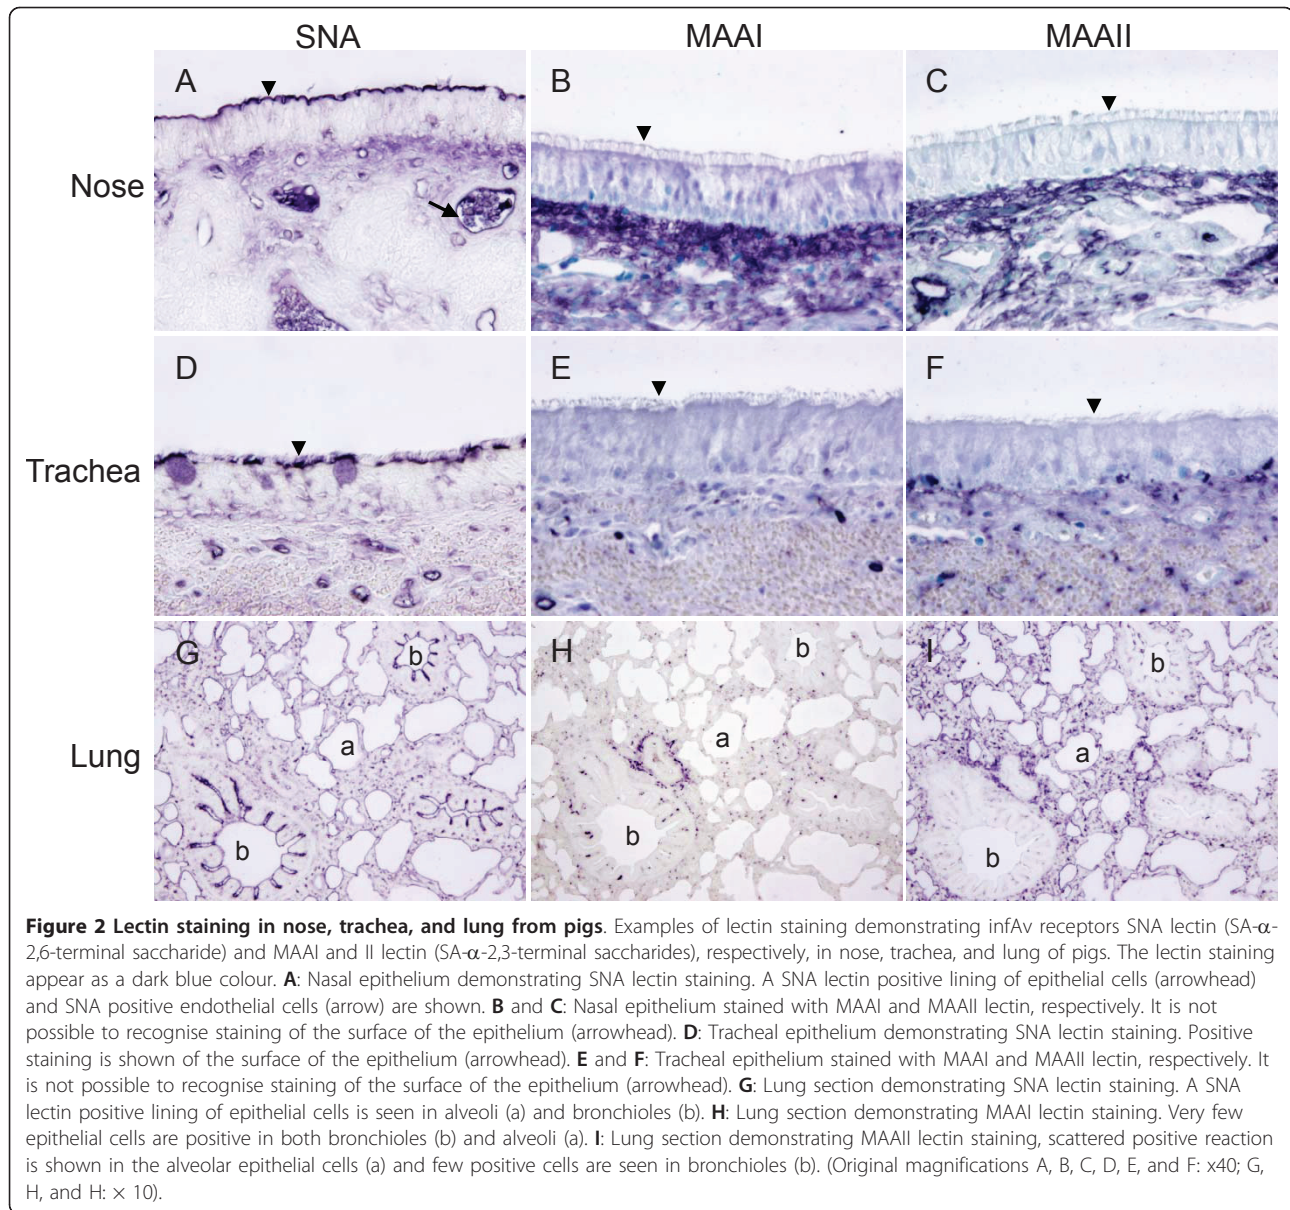 SNA MAAI MAAII
A B C
Nose
D E F
Trachea
G b H b I b
Lung
a a a
b b b
Figure 2 Lectin staining in nose, trachea, and lung from pigs. Examples of lectin staining demonstrating infAv receptors SNA lectin (SA-α-
2,6-terminal saccharide) and MAAI and II lectin (SA-α-2,3-terminal saccharides), respectively, in nose, trachea, and lung of pigs. The lectin staining
appear as a dark blue colour. A: Nasal epithelium demonstrating SNA lectin staining. A SNA lectin positive lining of epithelial cells (arrowhead)
and SNA positive endothelial cells (arrow) are shown. B and C: Nasal epithelium stained with MAAI and MAAII lectin, respectively. It is not
possible to recognise staining of the surface of the epithelium (arrowhead). D: Tracheal epithelium demonstrating SNA lectin staining. Positive
staining is shown of the surface of the epithelium (arrowhead). E and F: Tracheal epithelium stained with MAAI and MAAII lectin, respectively. It
is not possible to recognise staining of the surface of the epithelium (arrowhead). G: Lung section demonstrating SNA lectin staining. A SNA
lectin positive lining of epithelial cells is seen in alveoli (a) and bronchioles (b). H: Lung section demonstrating MAAI lectin staining. Very few
epithelial cells are positive in both bronchioles (b) and alveoli (a). I: Lung section demonstrating MAAII lectin staining, scattered positive reaction
is shown in the alveolar epithelial cells (a) and few positive cells are seen in bronchioles (b). (Original magnifications A, B, C, D, E, and F: x40; G,
H, and H: × 10).